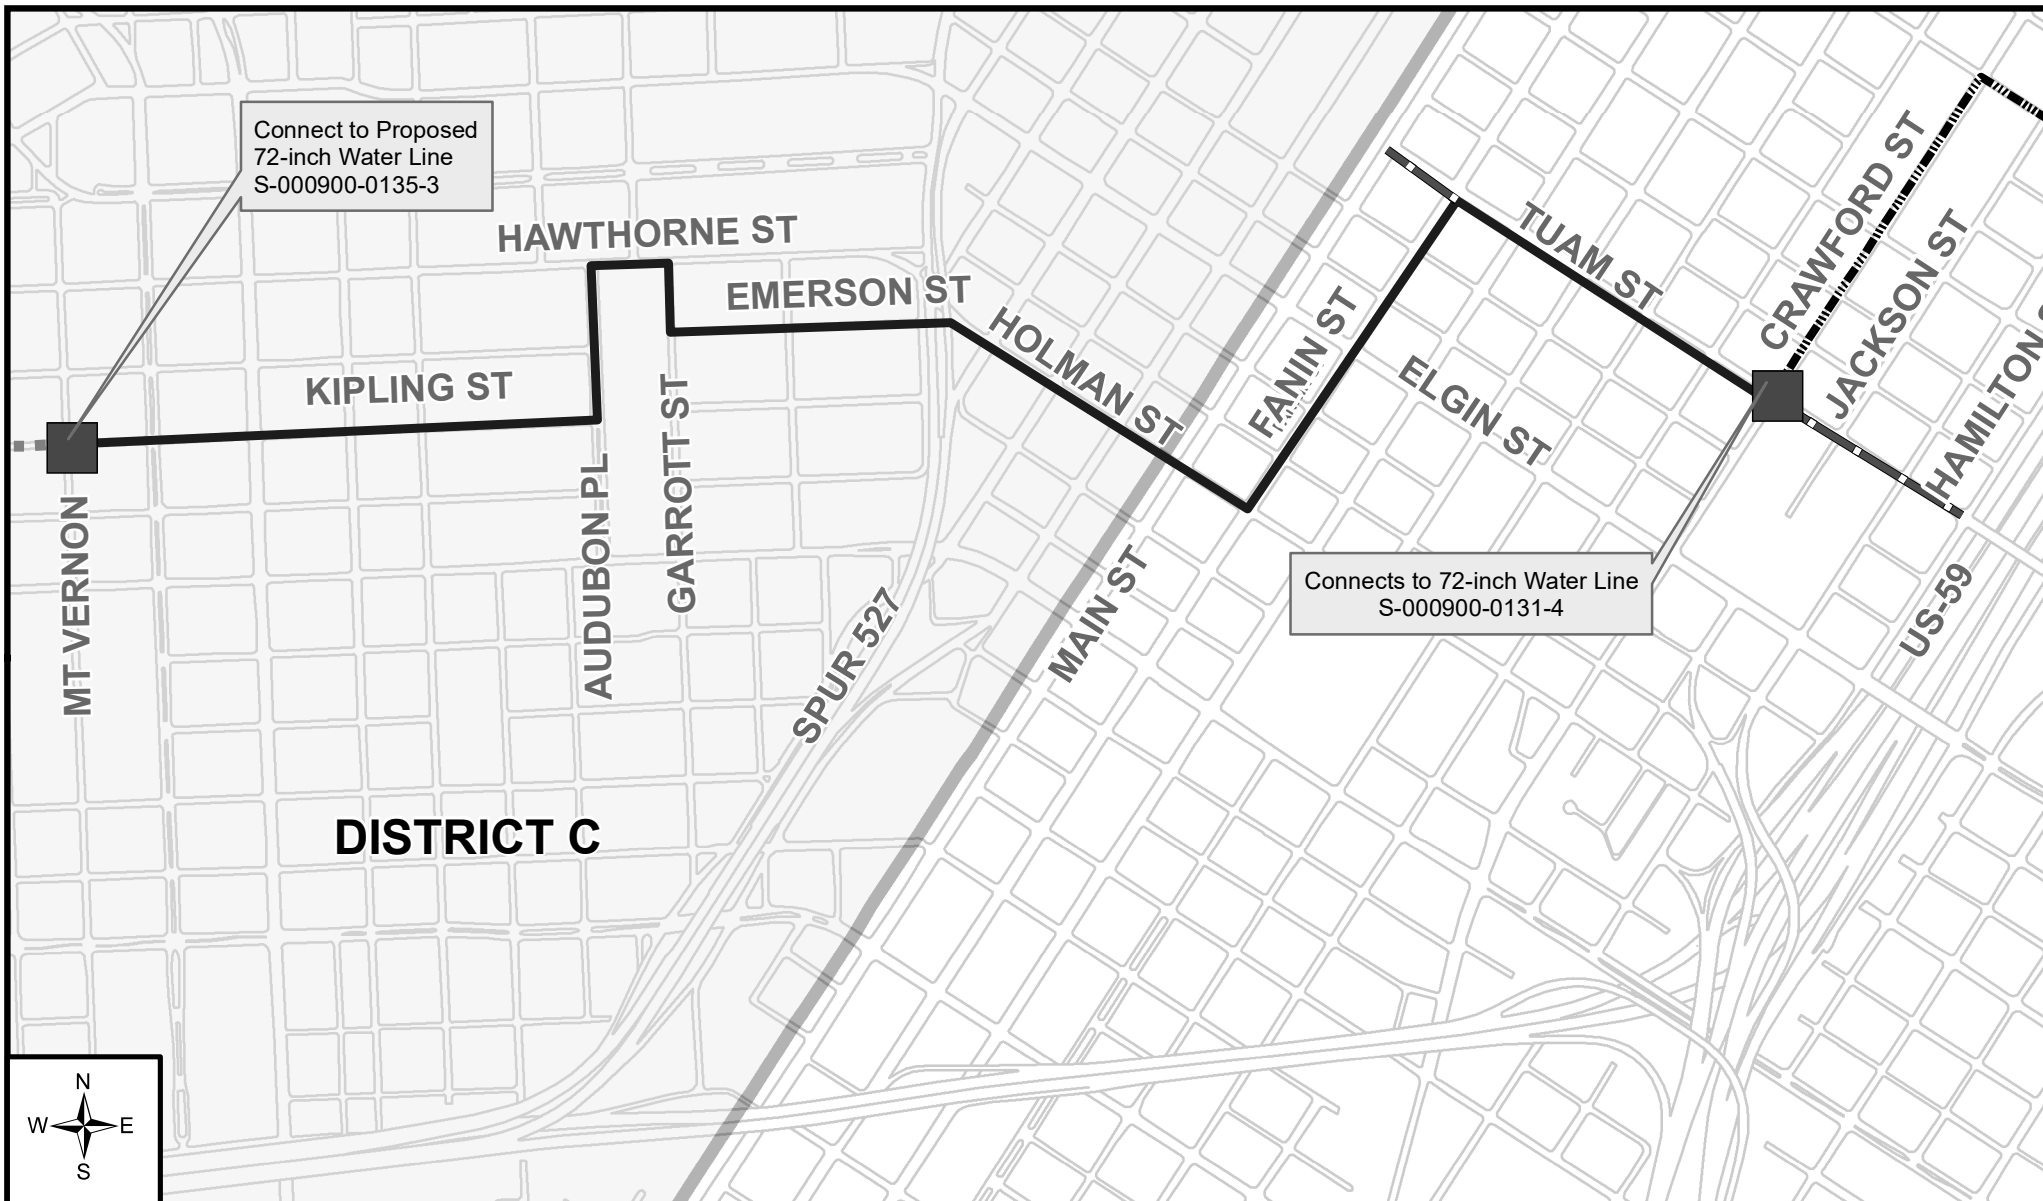 Connect to Proposed
72-inch Water Line
S-000900-0135-3
HAWTHORNE ST
EMERSON ST
KIPLING ST
HOLMAN ST
FANIN ST
TUAM ST
ELGIN ST
CRAWFORD ST
JACKSON ST
HAMILTON S
MT VERNON
AUDUBON PL
GARROTT ST
SPUR 527
MAIN ST
US-59
Connects to 72-inch Water Line
S-000900-0131-4
DISTRICT C
N
W E
S